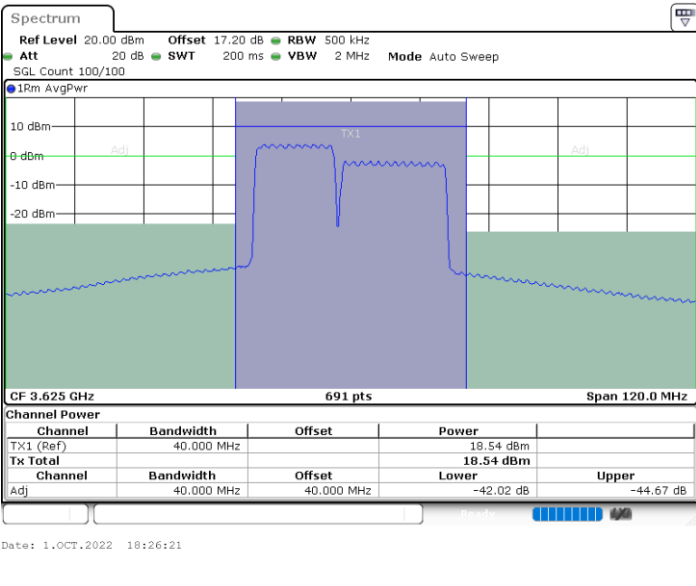 Spectrum
Ref Level 20.00 dBm Offset 17.20 dB RBW 500 kHz
Att 20 dB SWT 200 ms VBW 2 MHz Mode Auto Sweep
SGL Count 100/100
1Rm AvgPwr
10 dBm
TX1
Adj
Adj
0 dBm
-10 dBm
-20 dBm
CF 3.625 GHz 691 pts Span 120.0 MHz
Channel Power
Channel Bandwidth Offset Power
TX1 (Ref) 40.000 MHz 18.54 dBm
Tx Total 18.54 dBm
Channel Bandwidth Offset Lower Upper
Adj 40.000 MHz 40.000 MHz -42.02 dB -44.67 dB
Ready
Date: 1.OCT.2022 18:26:21